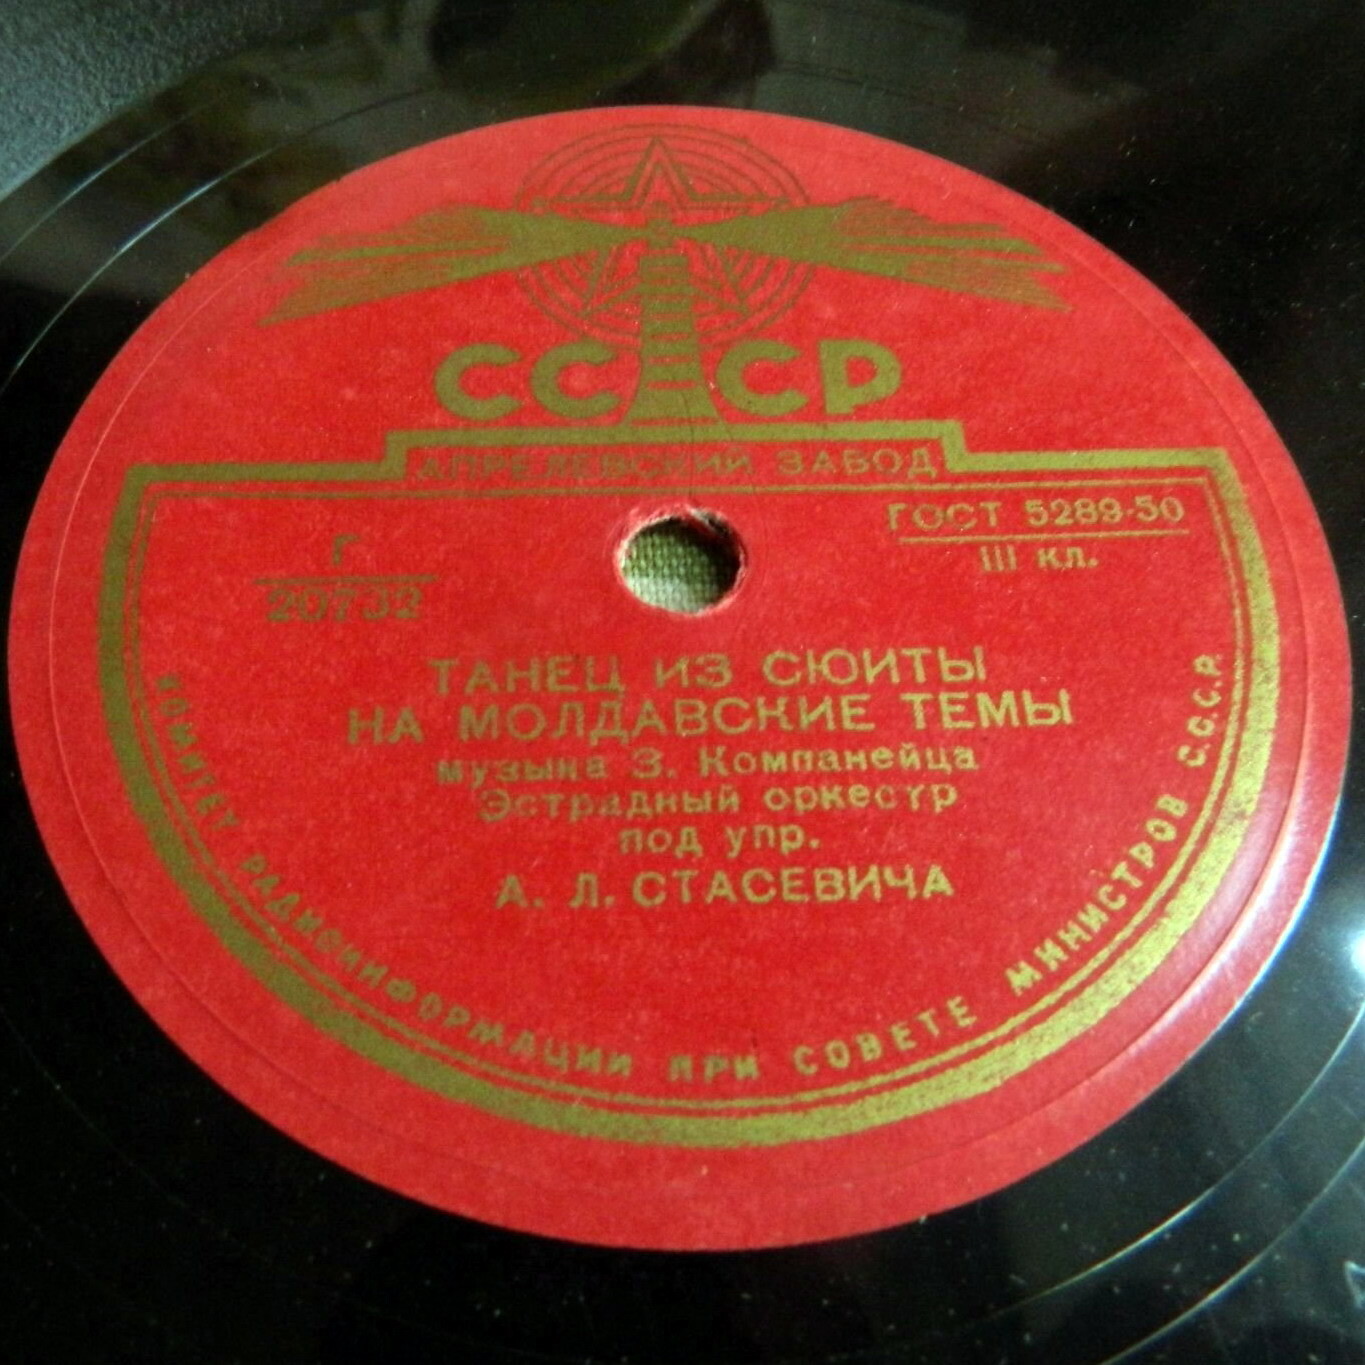 СССР
АПРЕЛЕВСКИЙ ЗАВОД
ГОСТ 5289-50
III кл.
Г
20732
ТАНЕЦ ИЗ СЮИТЫ
НА МОЛДАВСКИЕ ТЕМЫ
музыка З. Компанейца
Эстрадный оркестр
под упр.
А. Л. СТАСЕВИЧА
КОМИТЕТ РАДИОИНФОРМАЦИИ ПРИ СОВЕТЕ МИНИСТРОВ С.С.С.Р.